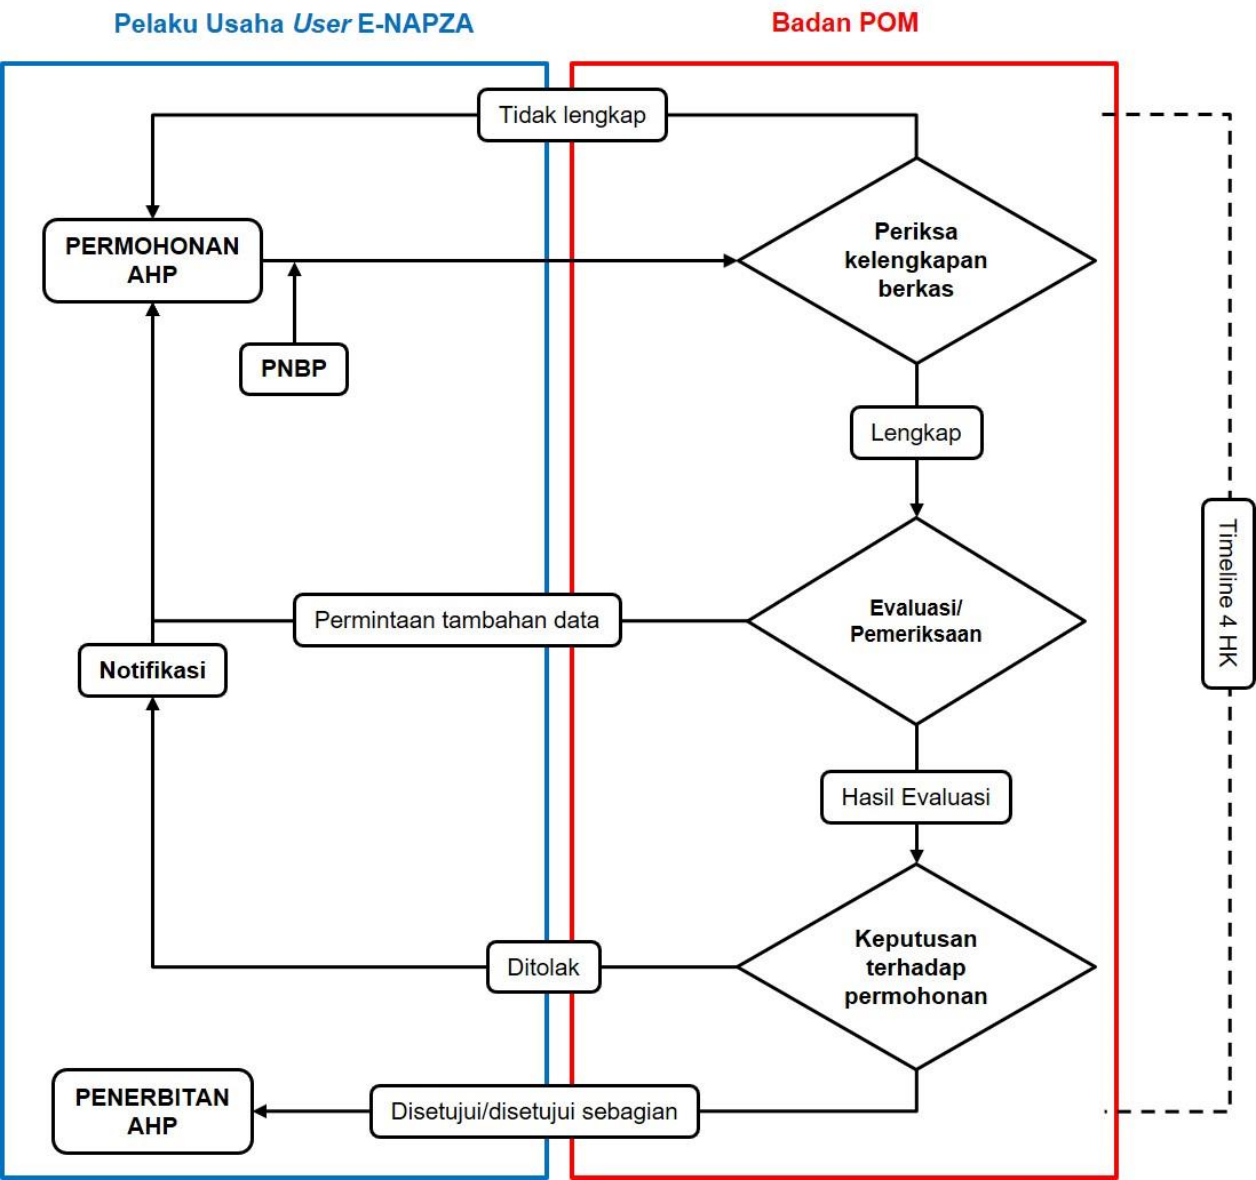 Pelaku Usaha User E-NAPZA
Badan POM
Tidak lengkap
PERMOHONAN
AHP
Periksa
kelengkapan
berkas
PNBP
Lengkap
Timeline 4 HK
Permintaan tambahan data
Evaluasi/
Pemeriksaan
Notifikasi
Hasil Evaluasi
Ditolak
Keputusan
terhadap
permohonan
PENERBITAN
AHP
Disetujui/disetujui sebagian